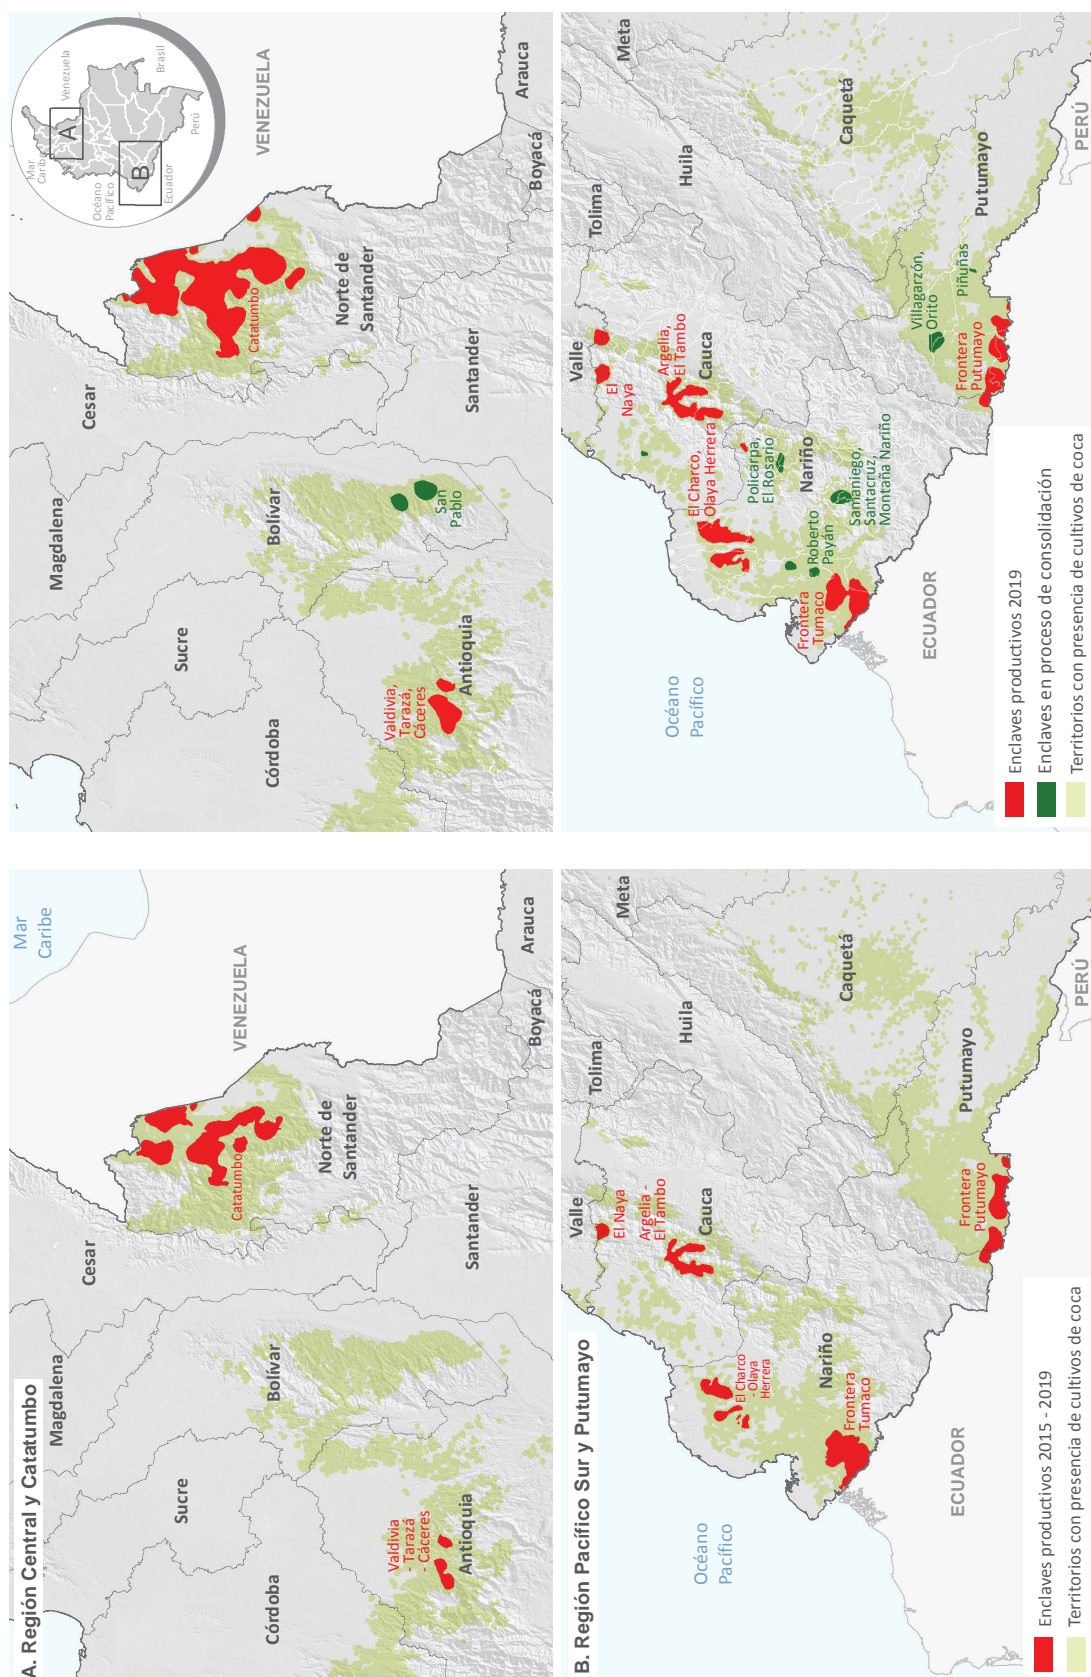 A. Región Central y Catatumbo
Mar
Caribe
Magdalena
Cesar
VENEZUELA
Sucre
Bolívar
Catatumbo
Córdoba
Norte de
Santander
Valdivia
- Tarazá
- Cáceres
Antioquia
Santander
Boyacá
Arauca
Mar
Caribe
Venezuela
A
Océano
Pacífico
Brasil
B
Ecuador
Perú
Magdalena
Cesar
VENEZUELA
Sucre
Bolívar
Catatumbo
Córdoba
Norte de
Santander
Valdivia,
Tarazá,
Cáceres
San
Pablo
Antioquia
Santander
Boyacá
Arauca
B. Región Pacífico Sur y Putumayo
Valle
Tolima
Meta
El Naya
Argelia -
El Tambo
Huila
Océano
Pacífico
Cauca
El Charco
- Olaya
Herrera
Nariño
Caquetá
Frontera
Tumaco
Putumayo
Frontera
Putumayo
ECUADOR
PERÚ
Enclaves productivos 2015 - 2019
Territorios con presencia de cultivos de coca
Valle
Tolima
Meta
El
Naya
Argelia,
El Tambo
Huila
Océano
Pacífico
Cauca
El Charco,
Olaya Herrera
Policarpa,
El Rosario
Nariño
Caquetá
Roberto
Payán
Frontera
Tumaco
Samaniego,
Santacruz,
Montaña Nariño
Villagarzón,
Orito
Piñuñas
Putumayo
Frontera
Putumayo
ECUADOR
PERÚ
Enclaves productivos 2019
Enclaves en proceso de consolidación
Territorios con presencia de cultivos de coca